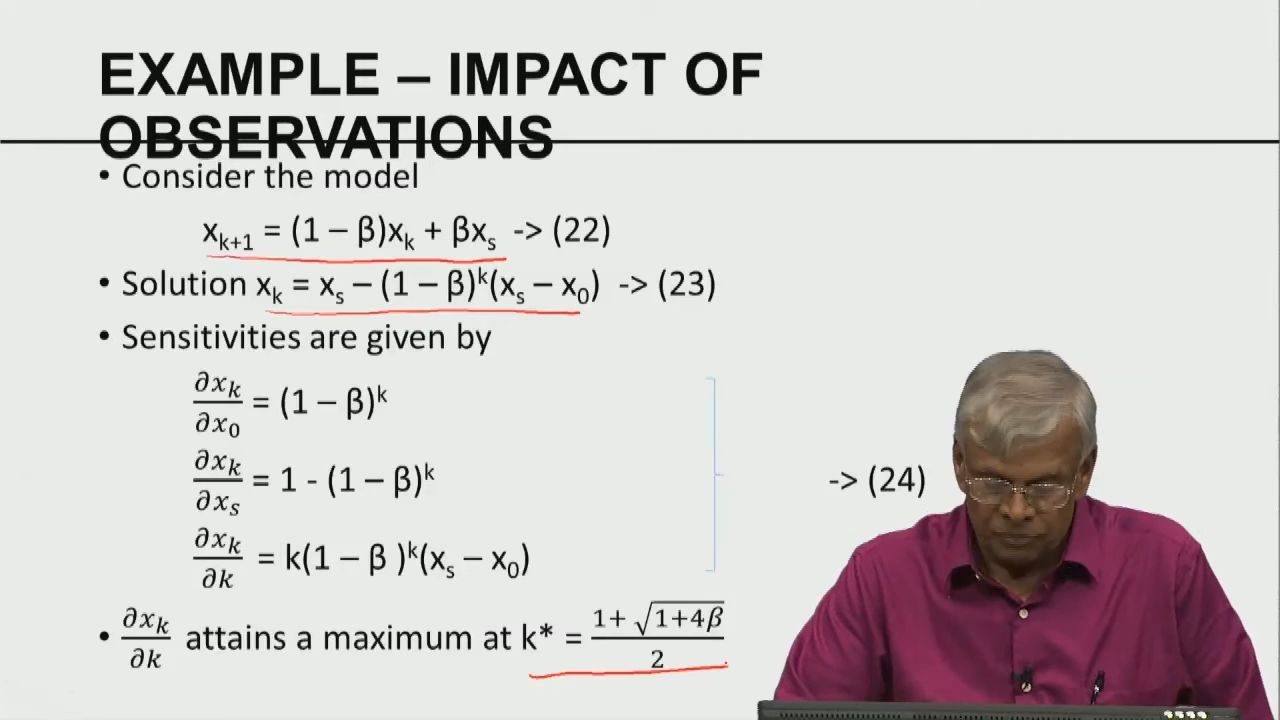 EXAMPLE – IMPACT OF
OBSERVATIONS
• Consider the model
x_{k+1} = (1 – β)x_k + βx_s -> (22)
• Solution x_k = x_s – (1 – β)^k(x_s – x_0) -> (23)
• Sensitivities are given by
∂x_k/∂x_0 = (1 – β)^k
∂x_k/∂x_s = 1 - (1 – β)^k -> (24)
∂x_k/∂k = k(1 – β )^k(x_s – x_0)
• ∂x_k/∂k attains a maximum at k* = (1+ √(1+4β))/2